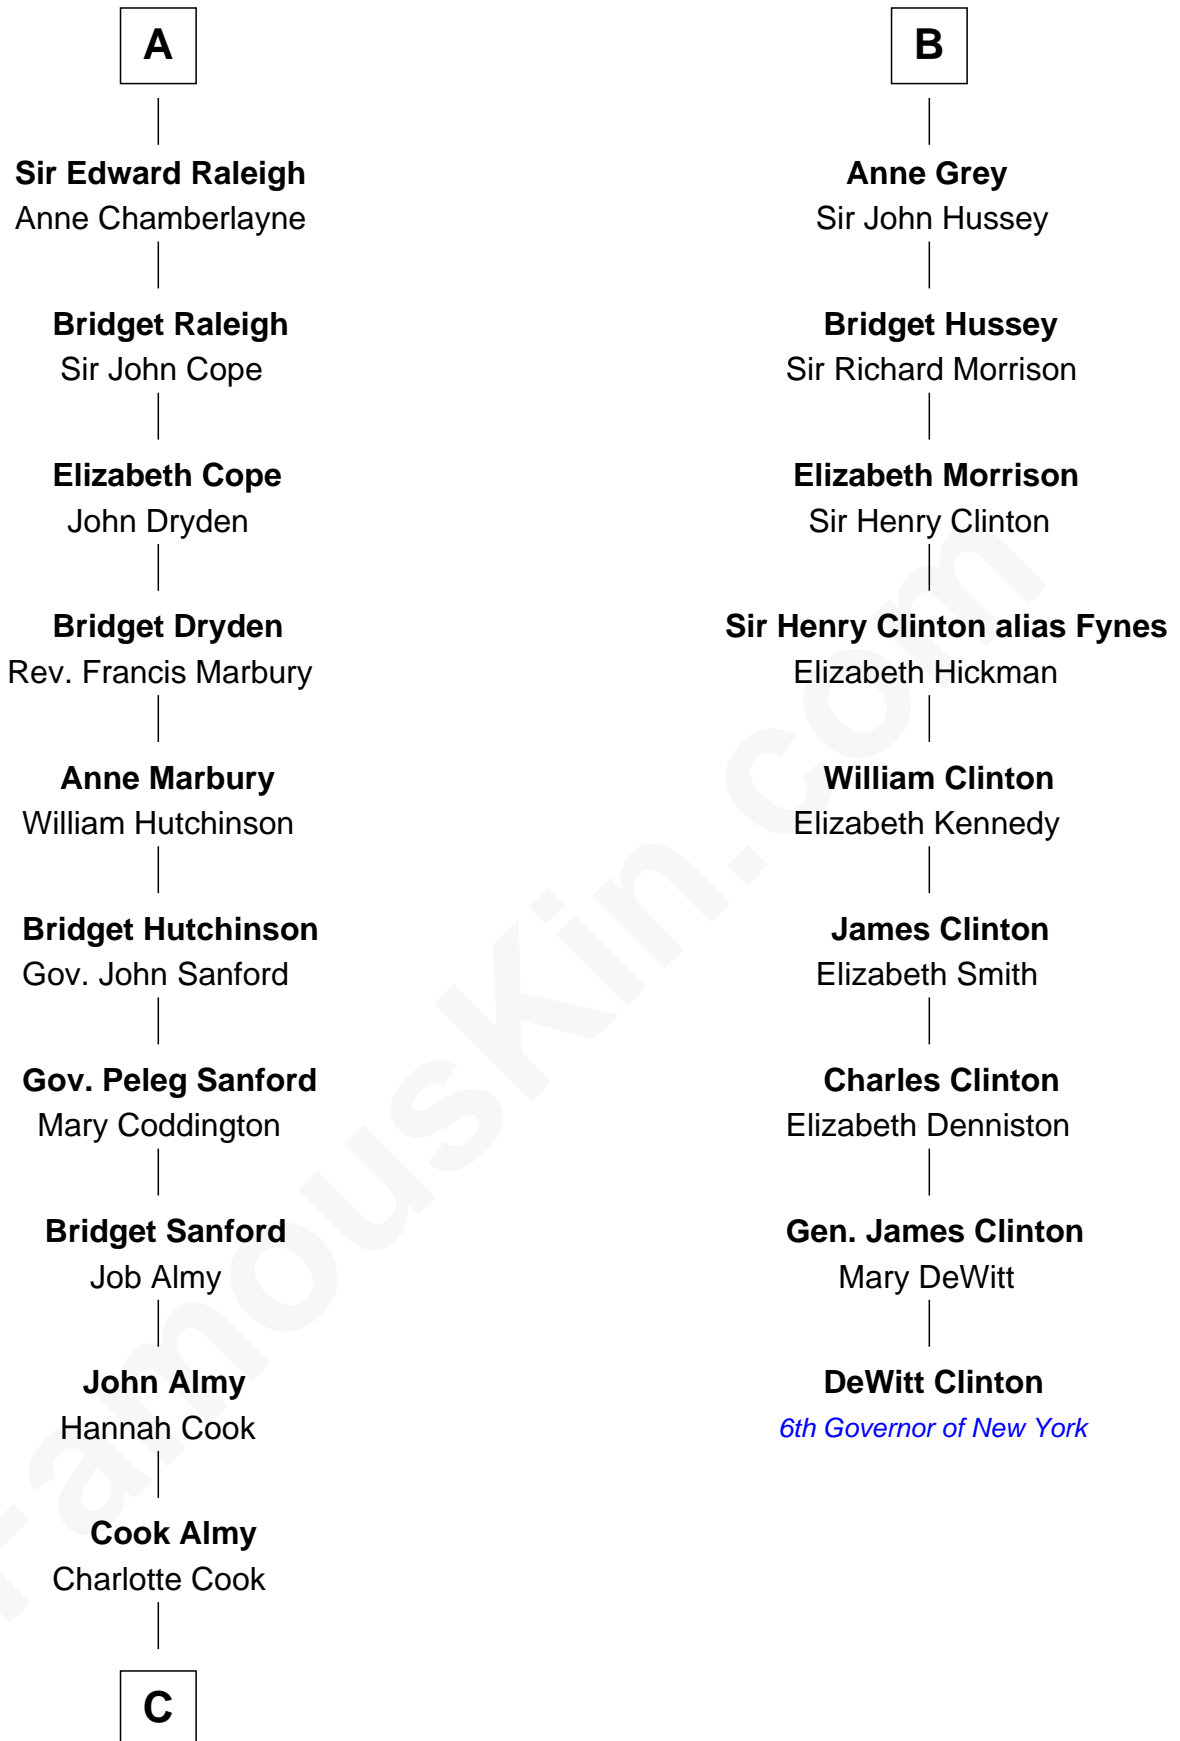 A
Sir Edward Raleigh
Anne Chamberlayne
Bridget Raleigh
Sir John Cope
Elizabeth Cope
John Dryden
Bridget Dryden
Rev. Francis Marbury
Anne Marbury
William Hutchinson
Bridget Hutchinson
Gov. John Sanford
Gov. Peleg Sanford
Mary Coddington
Bridget Sanford
Job Almy
John Almy
Hannah Cook
Cook Almy
Charlotte Cook
C
B
Anne Grey
Sir John Hussey
Bridget Hussey
Sir Richard Morrison
Elizabeth Morrison
Sir Henry Clinton
Sir Henry Clinton alias Fynes
Elizabeth Hickman
William Clinton
Elizabeth Kennedy
James Clinton
Elizabeth Smith
Charles Clinton
Elizabeth Denniston
Gen. James Clinton
Mary DeWitt
DeWitt Clinton
6th Governor of New York
FamousKin.com